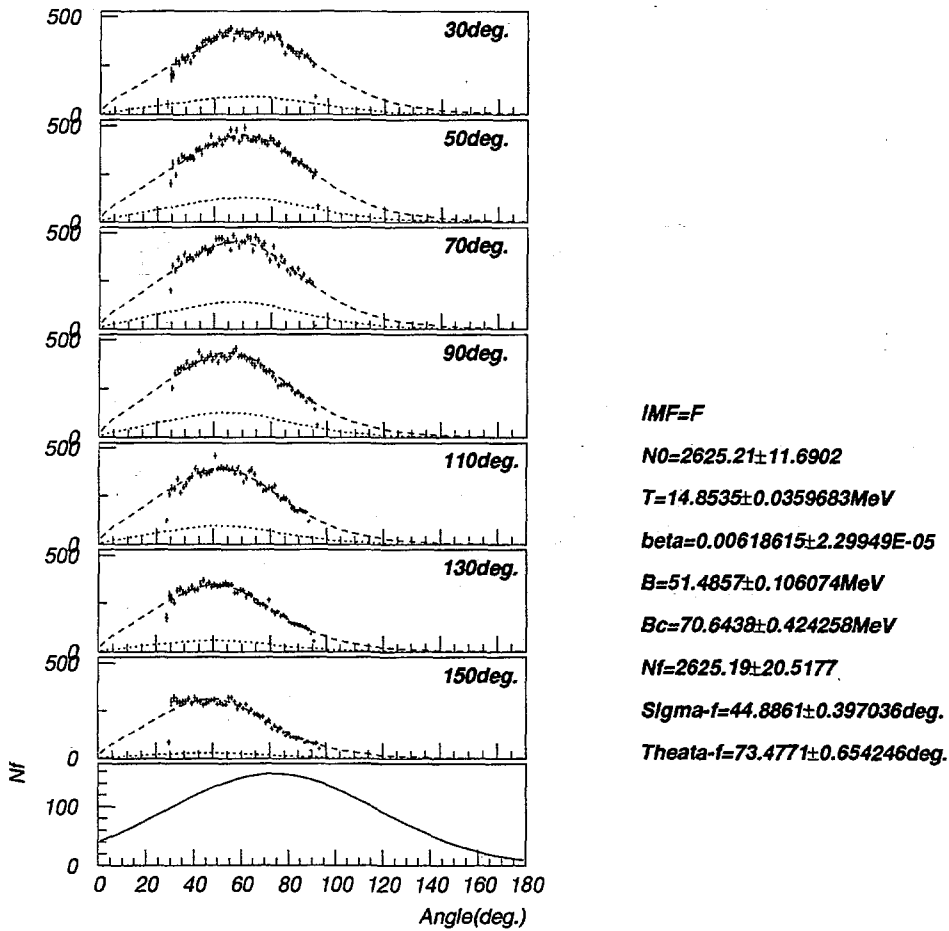 500
30deg.
0
500
50deg.
0
500
70deg.
0
500
90deg.
0
500
110deg.
0
500
130deg.
0
500
150deg.
0
Nf
100
0
0 20 40 60 80 100 120 140 160 180
Angle(deg.)
IMF=F
N0=2625.21±11.6902
T=14.8535±0.0359683MeV
beta=0.00618615±2.29949E-05
B=51.4857±0.106074MeV
Bc=70.6438±0.424258MeV
Nf=2625.19±20.5177
Sigma-f=44.8861±0.397036deg.
Theata-f=73.4771±0.654246deg.